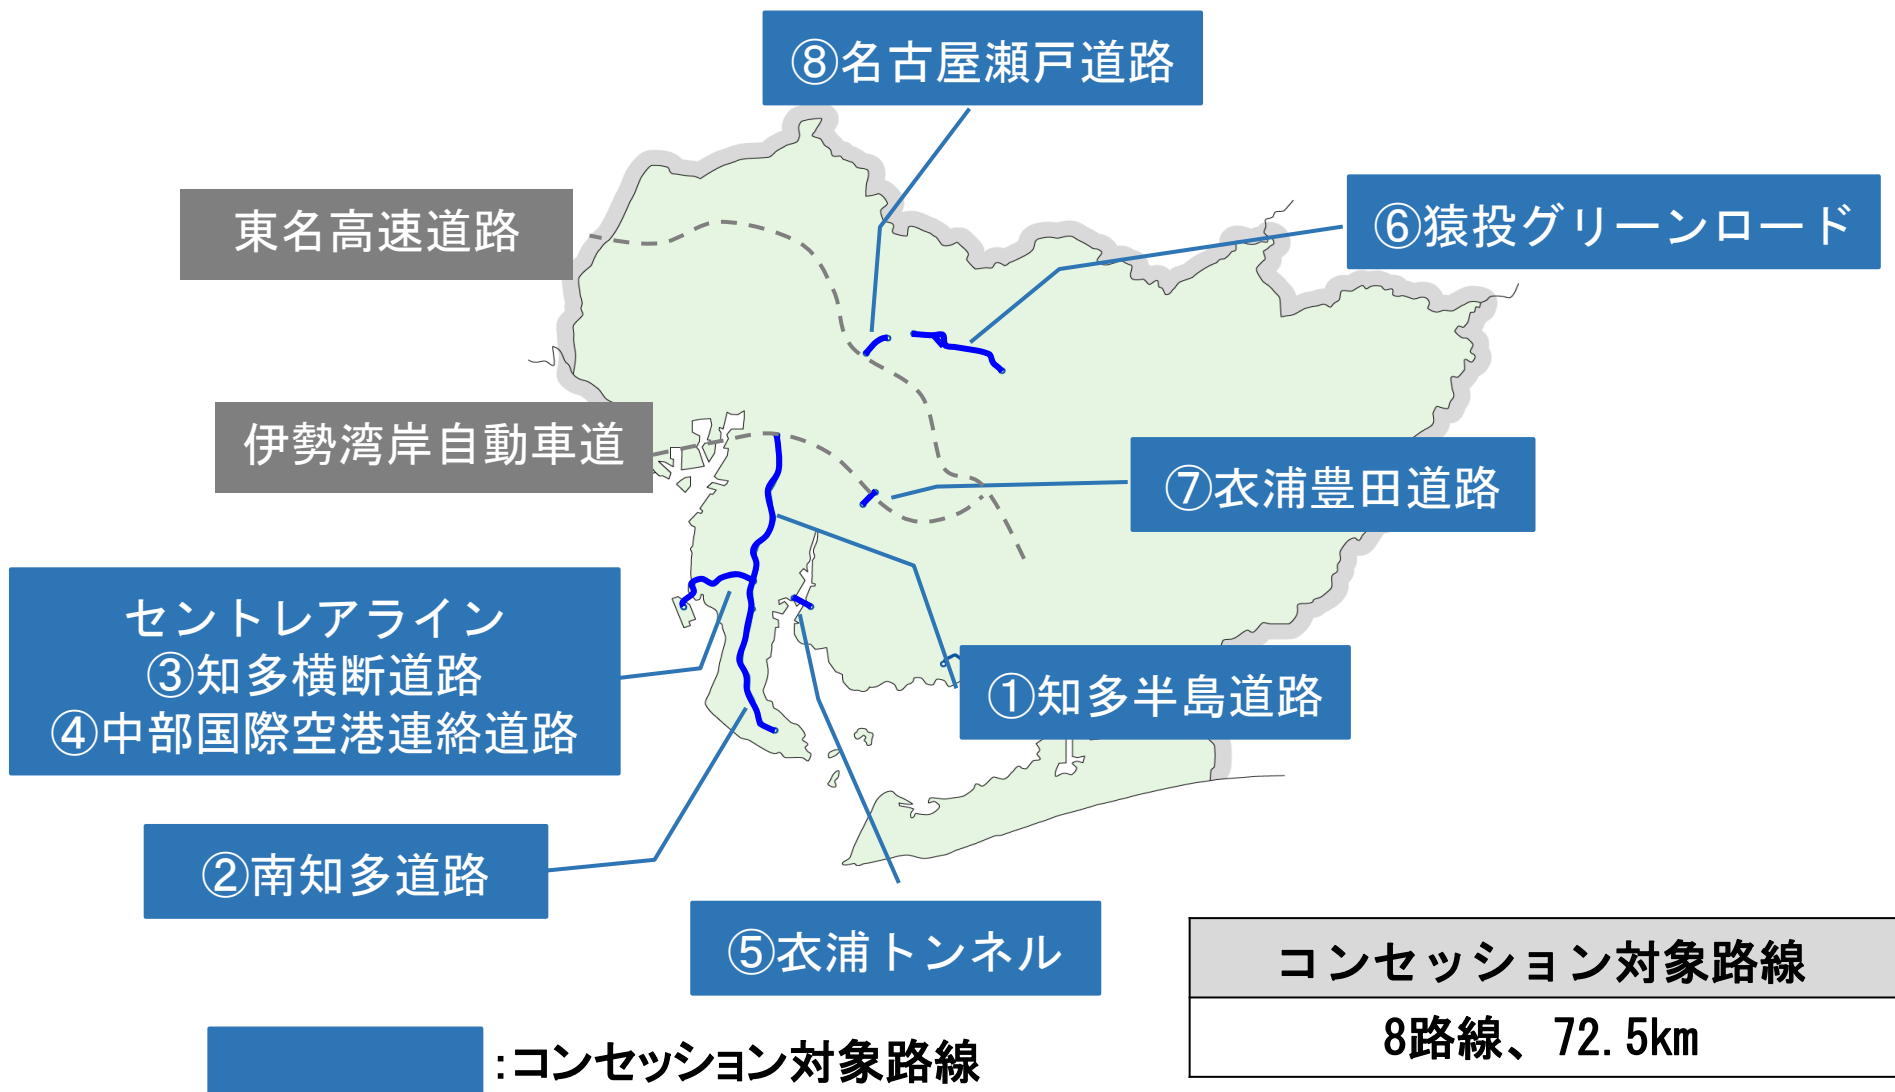 ⑧名古屋瀬戸道路
東名高速道路
⑥猿投グリーンロード
伊勢湾岸自動車道
⑦衣浦豊田道路
セントレアライン
③知多横断道路
④中部国際空港連絡道路
①知多半島道路
②南知多道路
⑤衣浦トンネル
コンセッション対象路線
8路線、72.5km
:コンセッション対象路線